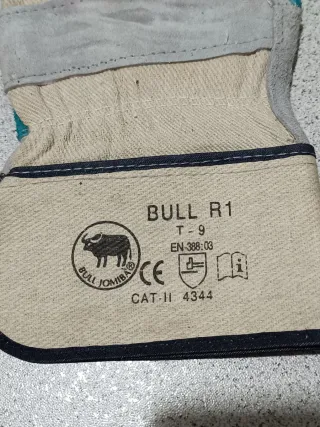 BULL R1
T - 9
EN-388:03
BULL JOMIBA®
CE
i
CAT·II 4344